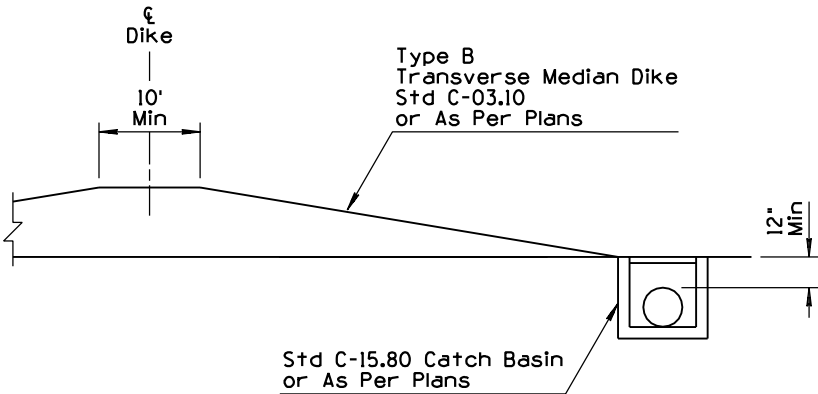 ℄
Dike
10'
Min
Type B
Transverse Median Dike
Std C-03.10
or As Per Plans
12"
Min
Std C-15.80 Catch Basin
or As Per Plans